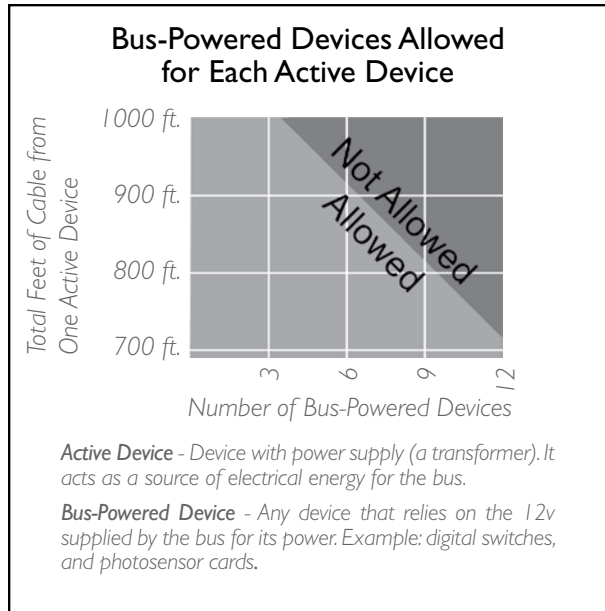 Bus-Powered Devices Allowed
for Each Active Device
Total Feet of Cable from
One Active Device
1000 ft.
900 ft.
800 ft.
700 ft.
Not Allowed
Allowed
3
6
9
12
Number of Bus-Powered Devices
Active Device - Device with power supply (a transformer). It
acts as a source of electrical energy for the bus.
Bus-Powered Device - Any device that relies on the 12v
supplied by the bus for its power. Example: digital switches,
and photosensor cards.